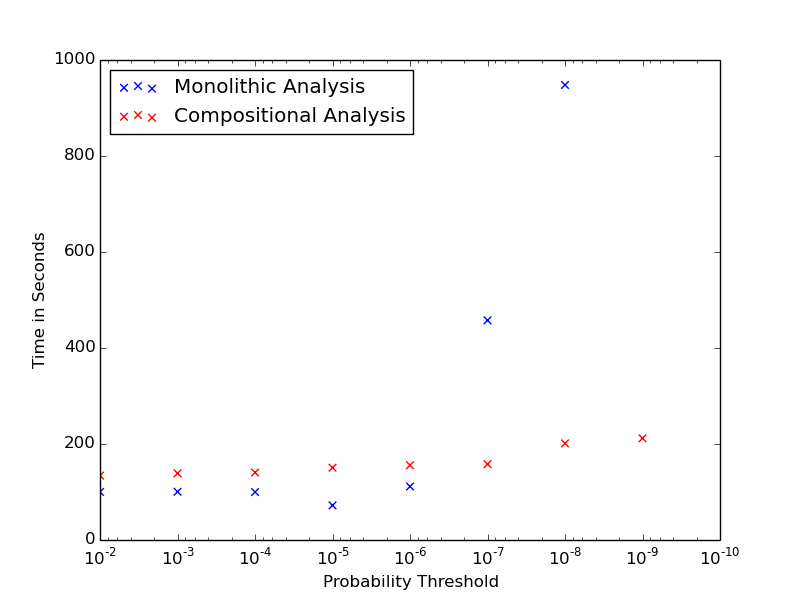 1000
800
600
400
200
0
Time in Seconds
Monolithic Analysis
Compositional Analysis
10^-2 10^-3 10^-4 10^-5 10^-6 10^-7 10^-8 10^-9 10^-10
Probability Threshold